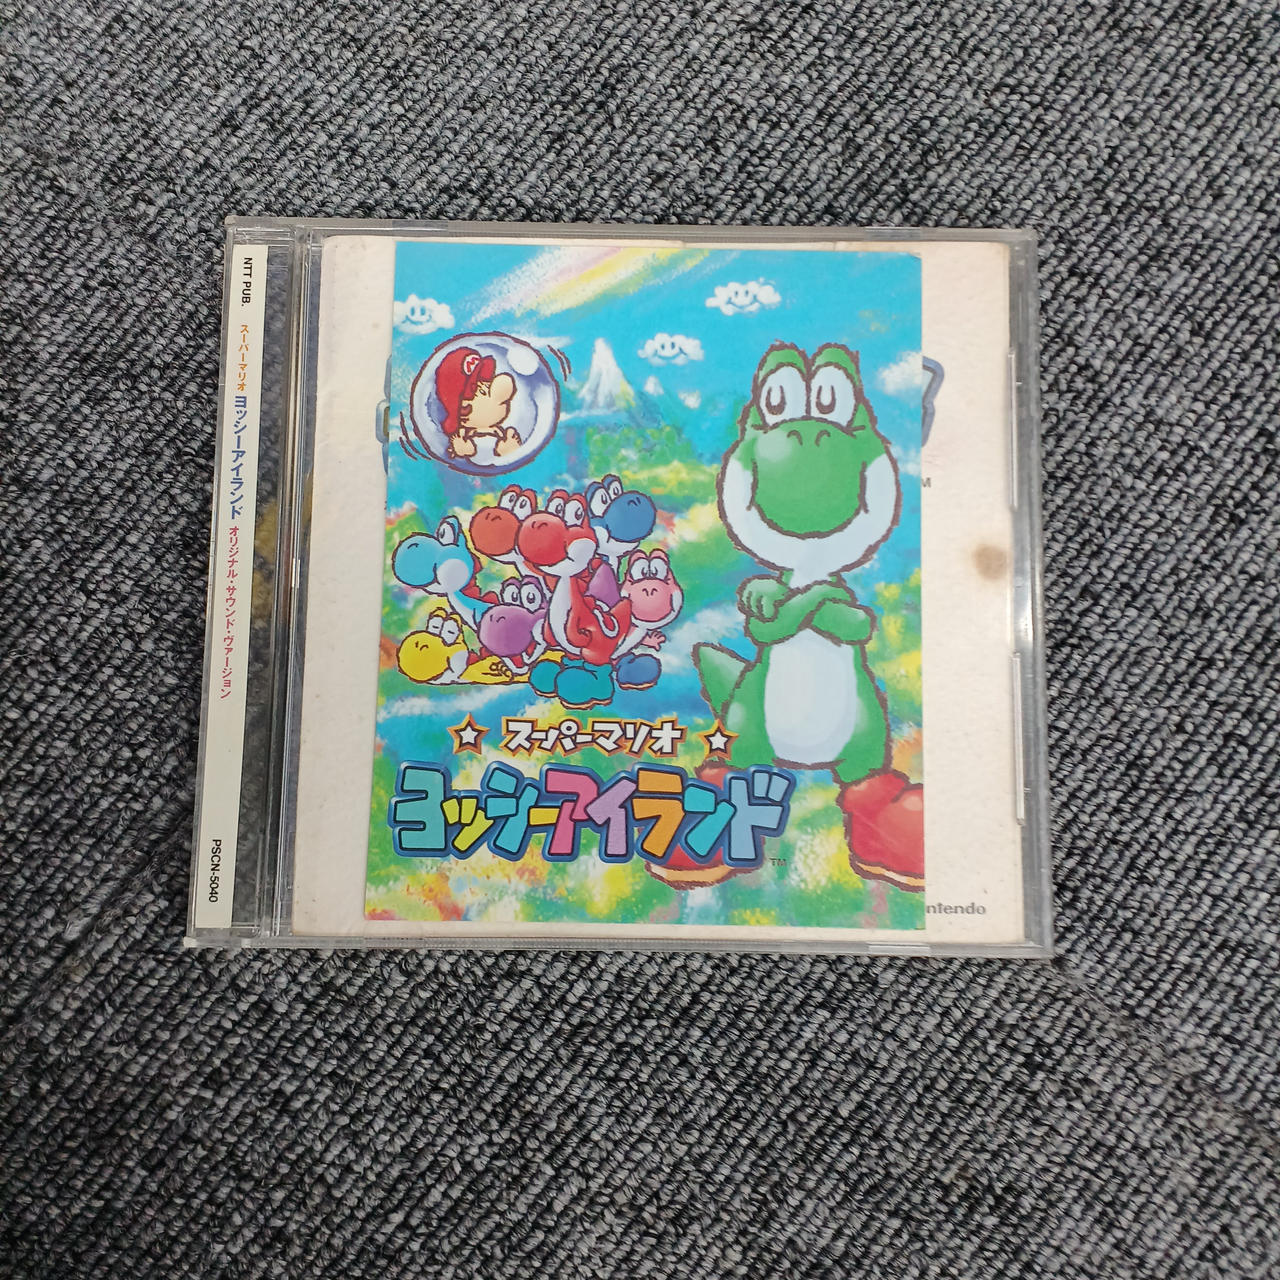 NTT PUB.
スーパーマリオ ヨッシーアイランド オリジナル・サウンド・ヴァージョン
PSCN-5040
スーパーマリオ
ヨッシーアイランド
TM
M
ntendo